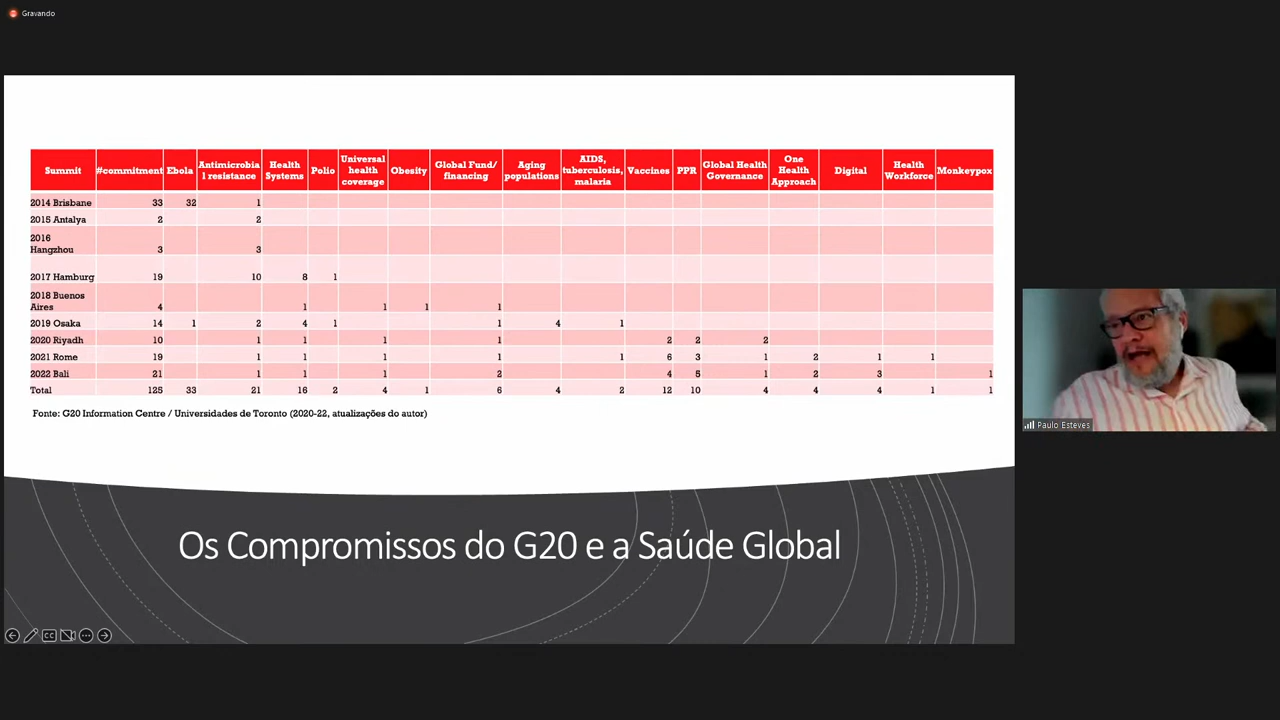 Gravando
Summit #commitment Ebola Antimicrobia l resistance Health Systems Polio Universal health coverage Obesity Global Fund/ financing Aging populations AIDS, tuberculosis, malaria Vaccines PPR Global Health Governance One Health Approach Digital Health Workforce Monkeypox
2014 Brisbane 33 32 1
2015 Antalya 2 2
2016 Hangzhou 3 3
2017 Hamburg 19 10 8 1
2018 Buenos Aires 4 1 1 1 1
2019 Osaka 14 1 2 4 1 1 4 1
2020 Riyadh 10 1 1 1 1 2 2 2
2021 Rome 19 1 1 1 1 1 6 3 1 2 1 1
2022 Bali 21 1 1 1 2 4 5 1 2 3 1
Total 125 33 21 16 2 4 1 6 4 2 12 10 4 4 4 1 1
Fonte: G20 Information Centre / Universidades de Toronto (2020-22, atualizações do autor)
Paulo Esteves
Os Compromissos do G20 e a Saúde Global
CC